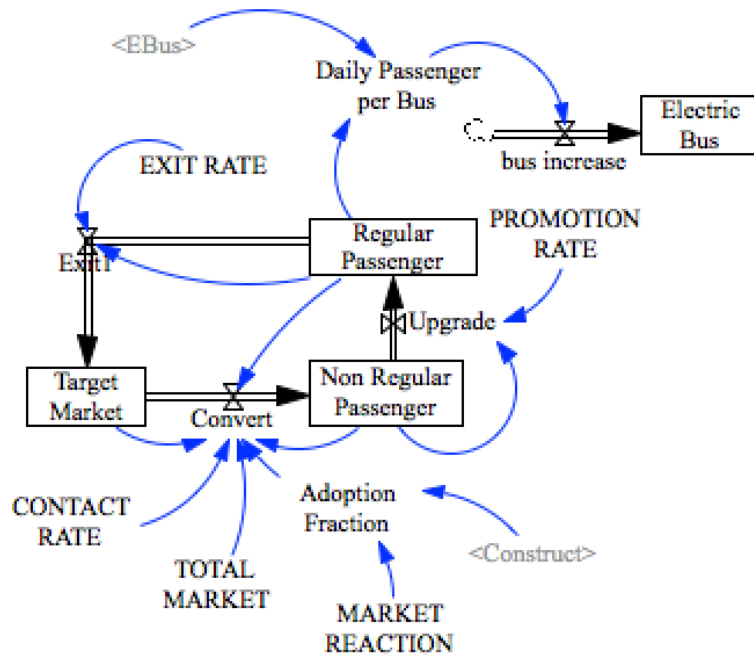 <EBus>
Daily Passenger
per Bus
Electric
Bus
bus increase
EXIT RATE
PROMOTION
RATE
Regular
Passenger
Exit1
Upgrade
Target
Market
Non Regular
Passenger
Convert
CONTACT
RATE
Adoption
Fraction
<Construct>
TOTAL
MARKET
MARKET
REACTION